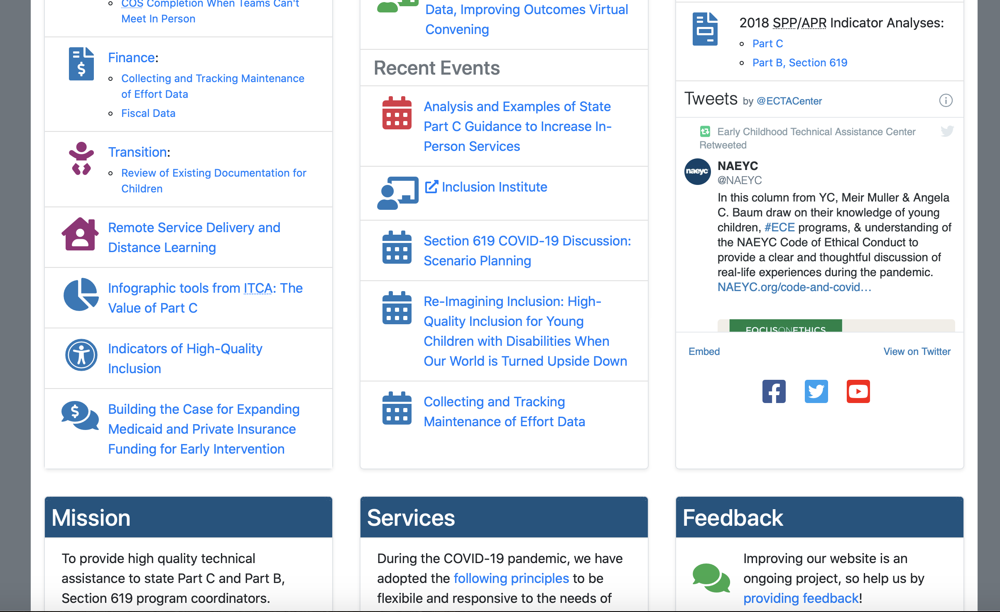 COS Completion When Teams Can't
Meet In Person
$
Finance:
Collecting and Tracking Maintenance
of Effort Data
Fiscal Data
Transition:
Review of Existing Documentation for
Children
Remote Service Delivery and
Distance Learning
Infographic tools from ITCA: The
Value of Part C
Indicators of High-Quality
Inclusion
$
Building the Case for Expanding
Medicaid and Private Insurance
Funding for Early Intervention
Data, Improving Outcomes Virtual
Convening
Recent Events
Analysis and Examples of State
Part C Guidance to Increase In-
Person Services
Inclusion Institute
Section 619 COVID-19 Discussion:
Scenario Planning
Re-Imagining Inclusion: High-
Quality Inclusion for Young
Children with Disabilities When
Our World is Turned Upside Down
Collecting and Tracking
Maintenance of Effort Data
2018 SPP/APR Indicator Analyses:
Part C
Part B, Section 619
Tweets by @ECTACenter
Early Childhood Technical Assistance Center
Retweeted
naeyc
NAEYC
@NAEYC
In this column from YC, Meir Muller & Angela
C. Baum draw on their knowledge of young
children, #ECE programs, & understanding of
the NAEYC Code of Ethical Conduct to
provide a clear and thoughtful discussion of
real-life experiences during the pandemic.
NAEYC.org/code-and-covid…
FOCUSONETHICS
Embed
View on Twitter
Mission
To provide high quality technical
assistance to state Part C and Part B,
Section 619 program coordinators.
Services
During the COVID-19 pandemic, we have
adopted the following principles to be
flexibile and responsive to the needs of
Feedback
Improving our website is an
ongoing project, so help us by
providing feedback!